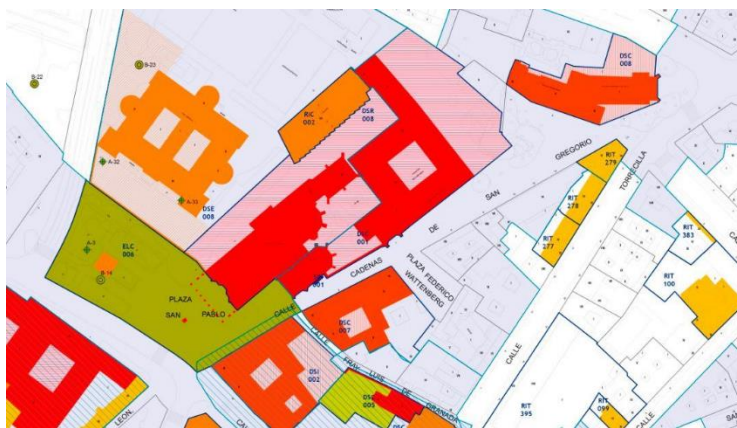 B-22
B-23
DSC
008
RIC
002
DSR
008
RIT
279
GREGORIO
TORRECILLA
A-32
A-33
DSE
008
SAN
RIT
278
RIT
277
RIT
383
DE
001
A-3
ELC
006
B-14
CADENAS
PLAZA FEDERICO
WATTENBERG
RIT
100
001
PLAZA
SAN PABLO
CALLE
DSC
007
CALLE
CALLE
DSI
002
FRAY LUIS DE
GRANADA
005
LEON.
RIT
395
RIT
099
CALLE